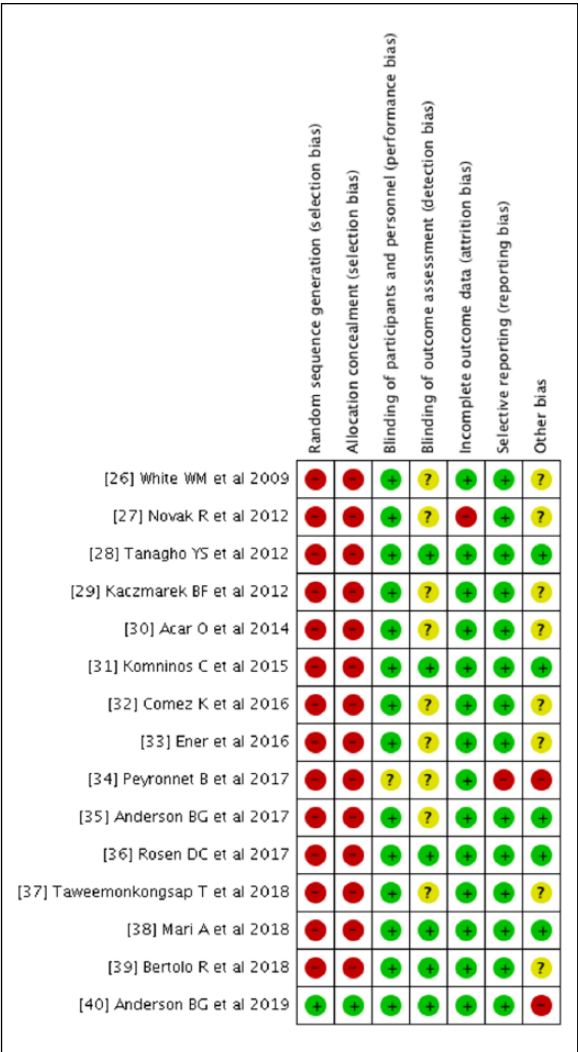 Random sequence generation (selection bias)
Allocation concealment (selection bias)
Blinding of participants and personnel (performance bias)
Blinding of outcome assessment (detection bias)
Incomplete outcome data (attrition bias)
Selective reporting (reporting bias)
Other bias
[26] White WM et al 2009 - - + ? + + ?
[27] Novak R et al 2012 - - + ? - + ?
[28] Tanagho YS et al 2012 - - + + + + +
[29] Kaczmarek BF et al 2012 - - + ? + + ?
[30] Acar O et al 2014 - - + ? + + ?
[31] Komninos C et al 2015 - - + + + + +
[32] Comez K et al 2016 - - + ? + + ?
[33] Ener et al 2016 - - + ? + + ?
[34] Peyronnet B et al 2017 - - ? ? + - -
[35] Anderson BG et al 2017 - - + ? + + +
[36] Rosen DC et al 2017 - - + + + + +
[37] Taweemonkongsap T et al 2018 - - + ? + + ?
[38] Mari A et al 2018 - - + + + + +
[39] Bertolo R et al 2018 - - + + + + ?
[40] Anderson BG et al 2019 + + + + + + -